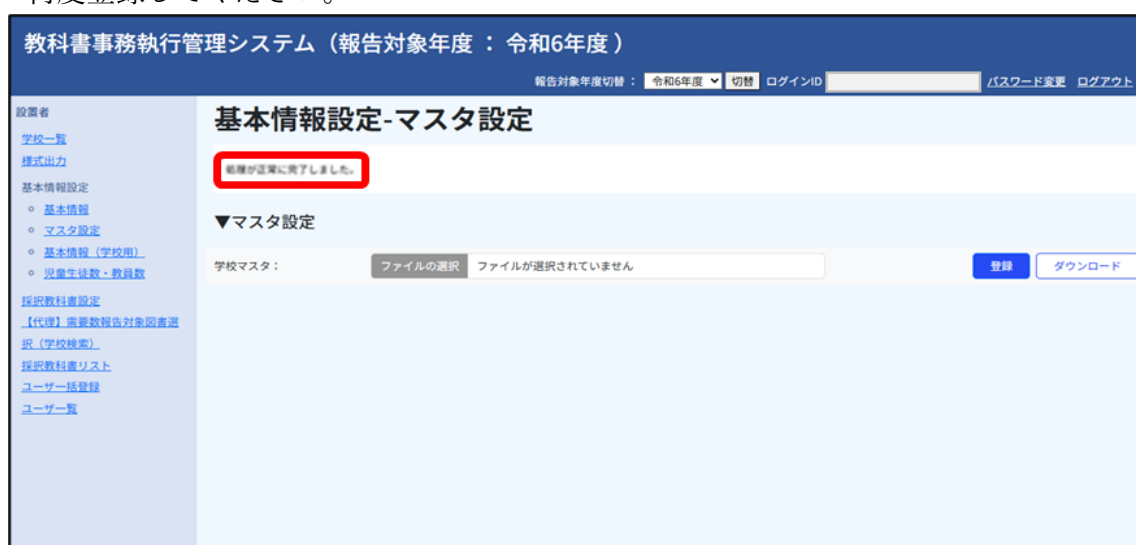 登録してください。
教科書事務執行管理システム（報告対象年度 ： 令和6年度 ）
報告対象年度切替 ： 令和6年度 切替 ログインID パスワード変更 ログアウト
設置者
学校一覧
様式出力
基本情報設定
基本情報
マスタ設定
基本情報（学校用）
児童生徒数・教員数
採択教科書設定
【代理】需要数報告対象図書選
択（学校検索）
採択教科書リスト
ユーザ一括登録
ユーザ一覧
基本情報設定-マスタ設定
処理が正常に完了しました。
▼マスタ設定
学校マスタ： ファイルの選択 ファイルが選択されていません 登録 ダウンロード